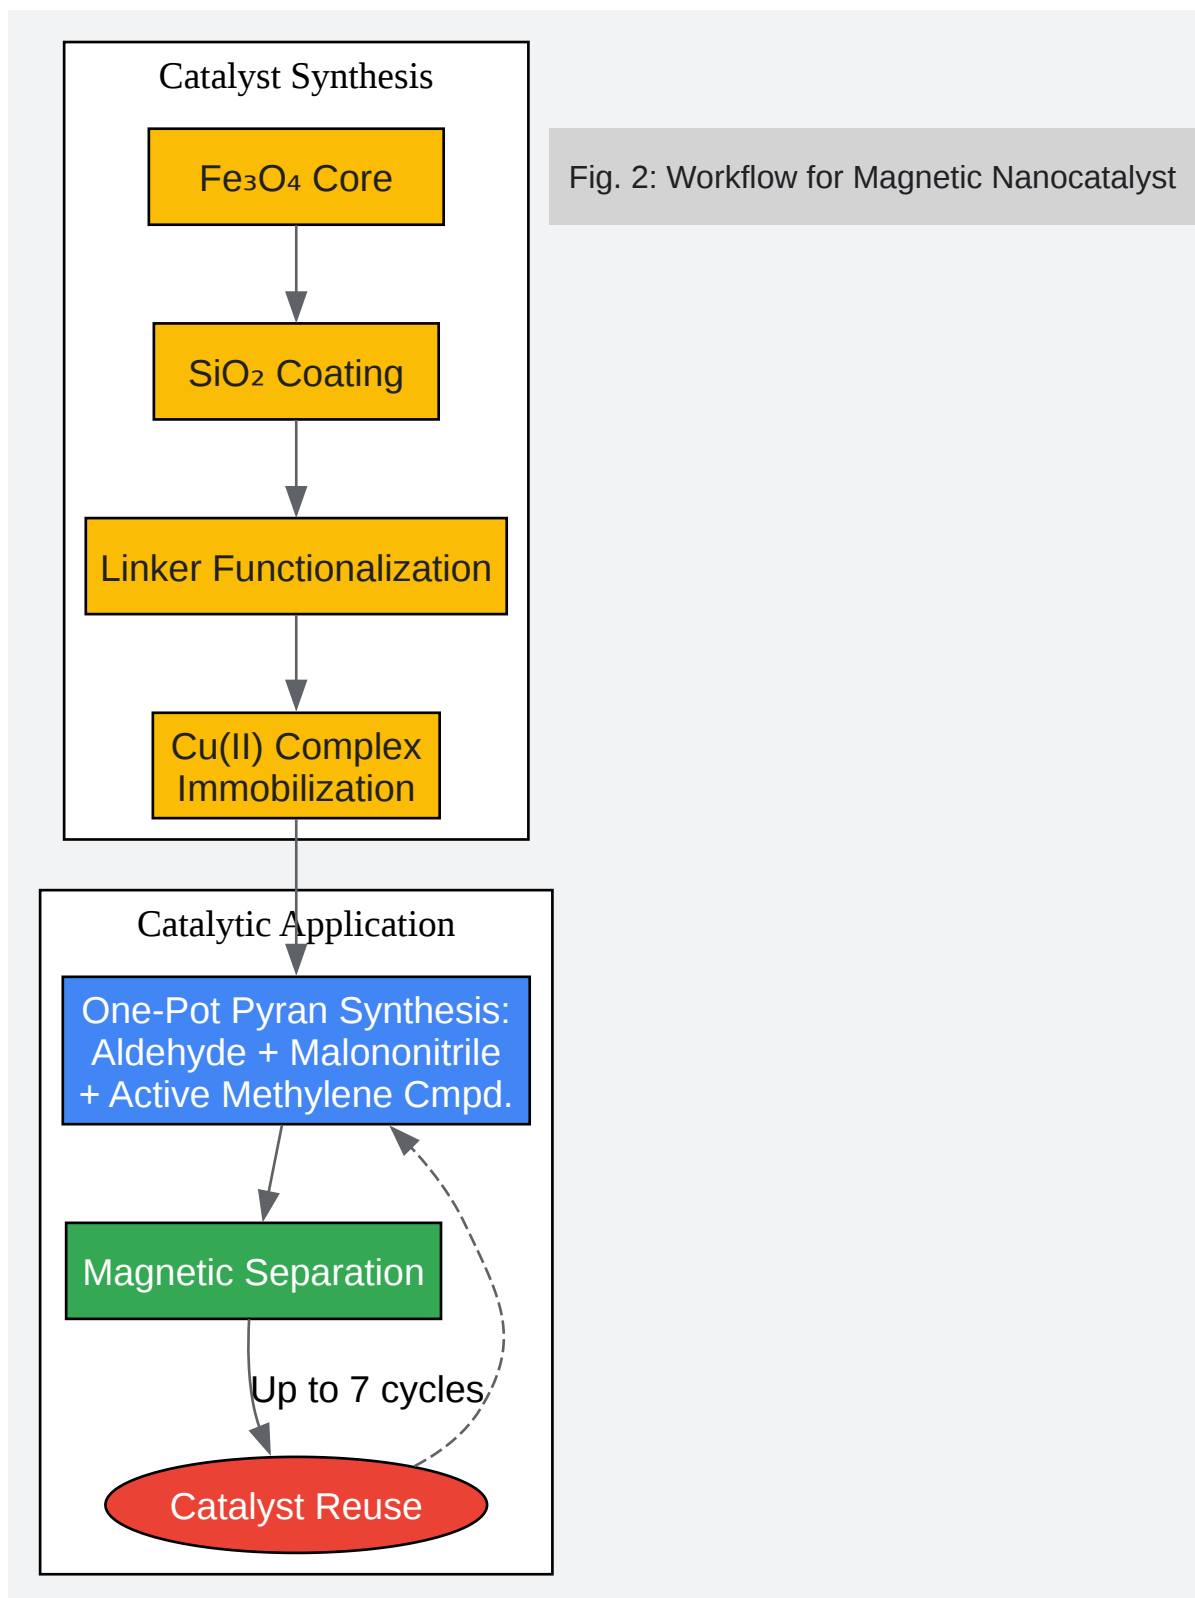 Catalyst Synthesis
Fe₃O₄ Core
Fig. 2: Workflow for Magnetic Nanocatalyst
SiO₂ Coating
Linker Functionalization
Cu(II) Complex
Immobilization
Catalytic Application
One-Pot Pyran Synthesis:
Aldehyde + Malononitrile
+ Active Methylene Cmpd.
Magnetic Separation
Up to 7 cycles
Catalyst Reuse